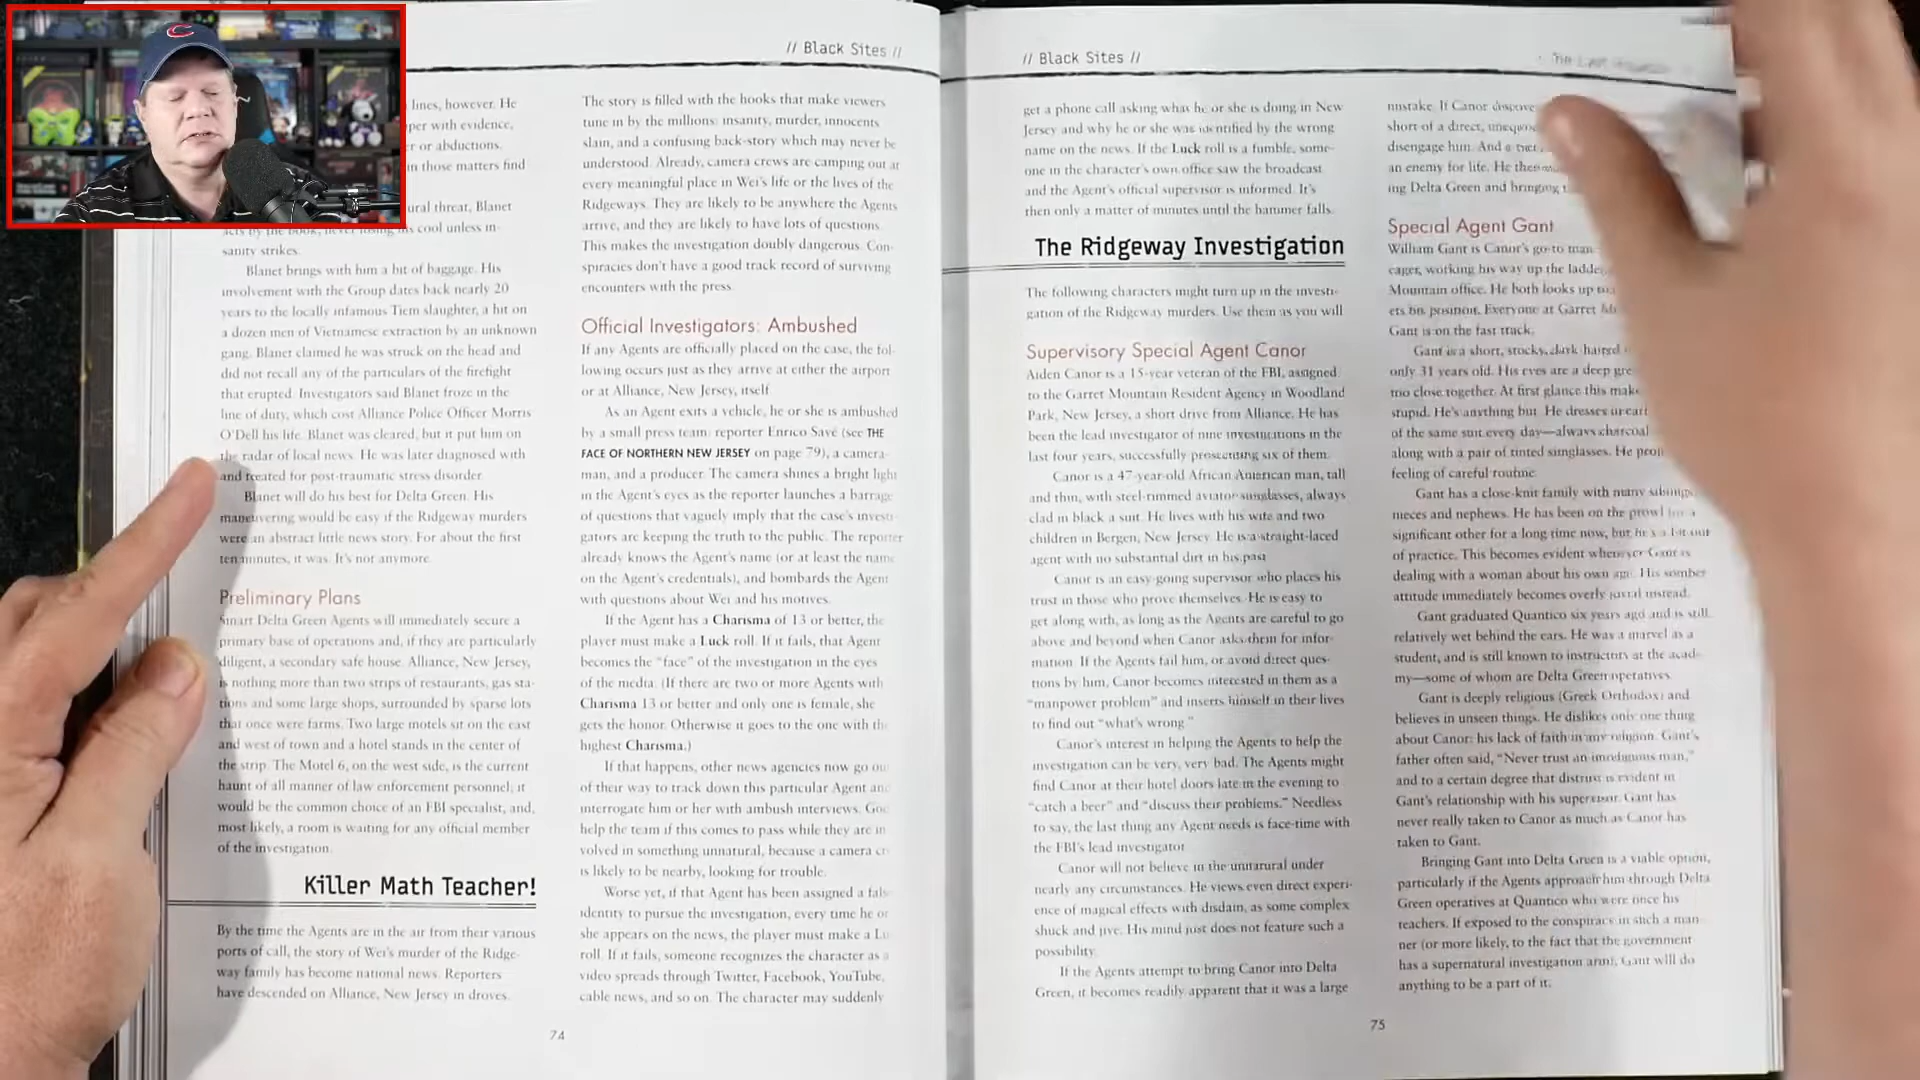 // Black Sites //
lines, however. He
per with evidence,
r or abductions.
in those matters find
ural threat, Blanet
acts by the book, never losing his cool unless in-
sanity strikes.
Blanet brings with him a bit of baggage. His
involvement with the Group dates back nearly 20
years to the locally infamous Tiem slaughter, a hit on
a dozen men of Vietnamese extraction by an unknown
gang. Blanet claimed he was struck on the head and
did not recall any of the particulars of the firefight
that erupted. Investigators said Blanet froze in the
line of duty, which cost Alliance Police Officer Morris
O'Dell his life. Blanet was cleared, but it put him on
the radar of local news. He was later diagnosed with
and treated for post-traumatic stress disorder.
Blanet will do his best for Delta Green. His
maneuvering would be easy if the Ridgeway murders
were an abstract little news story. For about the first
ten minutes, it was. It's not anymore.
Preliminary Plans
Smart Delta Green Agents will immediately secure a
primary base of operations and, if they are particularly
diligent, a secondary safe house. Alliance, New Jersey,
is nothing more than two strips of restaurants, gas sta-
tions and some large shops, surrounded by sparse lots
that once were farms. Two large motels sit on the east
and west of town and a hotel stands in the center of
the strip. The Motel 6, on the west side, is the current
haunt of all manner of law enforcement personnel; it
would be the common choice of an FBI specialist, and,
most likely, a room is waiting for any official member
of the investigation.
Killer Math Teacher!
By the time the Agents are in the air from their various
ports of call, the story of Wei's murder of the Ridge-
way family has become national news. Reporters
have descended on Alliance, New Jersey in droves.
The story is filled with the hooks that make viewers
tune in by the millions: insanity, murder, innocents
slain, and a confusing back-story which may never be
understood. Already, camera crews are camping out at
every meaningful place in Wei's life or the lives of the
Ridgeways. They are likely to be anywhere the Agents
arrive, and they are likely to have lots of questions.
This makes the investigation doubly dangerous. Con-
spiracies don't have a good track record of surviving
encounters with the press.
Official Investigators: Ambushed
If any Agents are officially placed on the case, the fol-
lowing occurs just as they arrive at either the airport
or at Alliance, New Jersey, itself.
As an Agent exits a vehicle, he or she is ambushed
by a small press team: reporter Enrico Savé (see THE
FACE OF NORTHERN NEW JERSEY on page 79), a camera-
man, and a producer. The camera shines a bright light
in the Agent's eyes as the reporter launches a barrage
of questions that vaguely imply that the case's investi-
gators are keeping the truth to the public. The reporter
already knows the Agent's name (or at least the name
on the Agent's credentials), and bombards the Agent
with questions about Wei and his motives.
If the Agent has a Charisma of 13 or better, the
player must make a Luck roll. If it fails, that Agent
becomes the "face" of the investigation in the eyes
of the media. (If there are two or more Agents with
Charisma 13 or better and only one is female, she
gets the honor. Otherwise it goes to the one with the
highest Charisma.)
If that happens, other news agencies now go out
of their way to track down this particular Agent and
interrogate him or her with ambush interviews. God
help the team if this comes to pass while they are in-
volved in something unnatural, because a camera
is likely to be nearby, looking for trouble.
Worse yet, if that Agent has been assigned a
identity to pursue the investigation, every time he or
she appears on the news, the player must make a
roll. If it fails, someone recognizes the character as
video spreads through Twitter, Facebook, YouTube,
cable news, and so on. The character may suddenly
74
// Black Sites //
get a phone call asking what he or she is doing in New
Jersey and why he or she was identified by the wrong
name on the news. If the Luck roll is a fumble, some-
one in the character's own office saw the broadcast
and the Agent's official supervisor is informed. It's
then only a matter of minutes until the hammer falls.
The Ridgeway Investigation
The following characters might turn up in the investi-
gation of the Ridgeway murders. Use them as you will.
Supervisory Special Agent Canor
Aiden Canor is a 15-year veteran of the FBI, assigned
to the Garret Mountain Resident Agency in Woodland
Park, New Jersey, a short drive from Alliance. He has
been the lead investigator of nine investigations in the
last four years, successfully prosecuting six of them.
Canor is a 47-year-old African American man, tall
and thin, with steel-rimmed aviator sunglasses, always
clad in black a suit. He lives with his wife and two
children in Bergen, New Jersey. He is a straight-laced
agent with no substantial dirt in his past.
Canor is an easy-going supervisor who places his
trust in those who prove themselves. He is easy to
get along with, as long as the Agents are careful to go
above and beyond when Canor asks them for infor-
mation. If the Agents fail him, or avoid direct ques-
tions by him, Canor becomes interested in them as a
"manpower problem" and inserts himself in their lives
to find out "what's wrong."
Canor's interest in helping the Agents to help the
investigation can be very, very bad. The Agents might
find Canor at their hotel doors late in the evening to
"catch a beer" and "discuss their problems." Needless
to say, the last thing any Agent needs is face-time with
the FBI's lead investigator.
Canor will not believe in the unnatural under
nearly any circumstances. He views even direct experi-
ence of magical effects with disdain, as some complex
shuck and jive. His mind just does not feature such a
possibility.
If the Agents attempt to bring Canor into Delta
Green, it becomes readily apparent that it was a large
mistake. If Canor
short of a direct,
disengage him. And a
an enemy for life. He
ing Delta Green and bringing
Special Agent Gant
William Gant is Canor's go-to man
eager, working his way up the ladder
Mountain office. He both looks up to
ets his position. Everyone at Garret
Gant is on the fast track.
Gant is a short, stocky, dark haired
only 31 years old. His eyes are a deep
too close together. At first glance this
stupid. He's anything but. He dresses
of the same suit every day—always charcoal
along with a pair of tinted sunglasses. He
feeling of careful routine.
Gant has a close-knit family with many siblings,
nieces and nephews. He has been on the prowl for a
significant other for a long time now, but he's a bit out
of practice. This becomes evident whenever Gant is
dealing with a woman about his own age. His somber
attitude immediately becomes overly jovial instead.
Gant graduated Quantico six years ago and is still
relatively wet behind the ears. He was a marvel as a
student, and is still known to instructors at the acad-
my—some of whom are Delta Green operatives.
Gant is deeply religious (Greek Orthodox) and
believes in unseen things. He dislikes only one thing
about Canor: his lack of faith in any religion. Gant's
father often said, "Never trust an irreligious man,"
and to a certain degree that distrust is evident in
Gant's relationship with his supervisor. Gant has
never really taken to Canor as much as Canor has
taken to Gant.
Bringing Gant into Delta Green is a viable option,
particularly if the Agents approach him through Delta
Green operatives at Quantico who were once his
teachers. If exposed to the conspiracy in such a man-
ner (or more likely, to the fact that the government
has a supernatural investigation arm), Gant will do
anything to be a part of it.
75